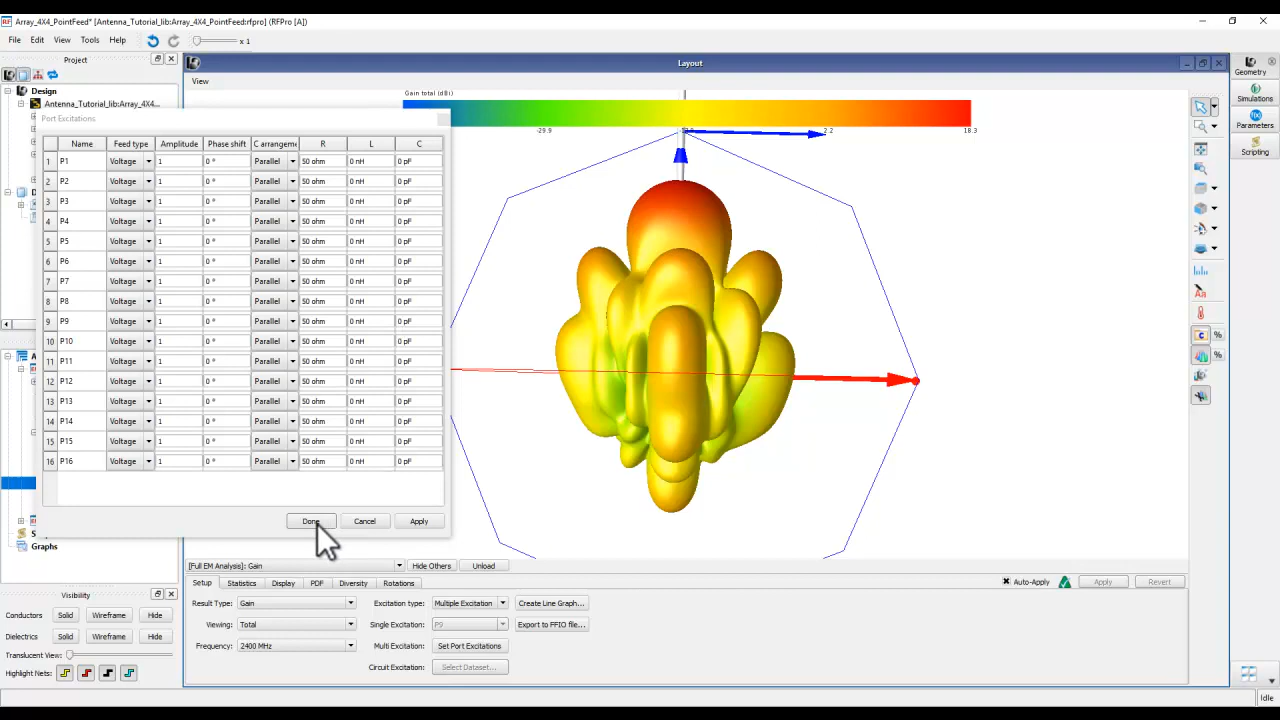 Array_4X4_PointFeed* [Antenna_Tutorial_lib:Array_4X4_PointFeed:rfpro] (RFPro [A])
File Edit View Tools Help x 1
Project
Design
Antenna_Tutorial_lib:Array_4X4...
Layout
View
Gain total (dBi)
-29.9 2.2 18.3
Port Excitations
Name Feed type Amplitude Phase shift C arrangeme R L C
1 P1 Voltage 1 0 ° Parallel 50 ohm 0 nH 0 pF
2 P2 Voltage 1 0 ° Parallel 50 ohm 0 nH 0 pF
3 P3 Voltage 1 0 ° Parallel 50 ohm 0 nH 0 pF
4 P4 Voltage 1 0 ° Parallel 50 ohm 0 nH 0 pF
5 P5 Voltage 1 0 ° Parallel 50 ohm 0 nH 0 pF
6 P6 Voltage 1 0 ° Parallel 50 ohm 0 nH 0 pF
7 P7 Voltage 1 0 ° Parallel 50 ohm 0 nH 0 pF
8 P8 Voltage 1 0 ° Parallel 50 ohm 0 nH 0 pF
9 P9 Voltage 1 0 ° Parallel 50 ohm 0 nH 0 pF
10 P10 Voltage 1 0 ° Parallel 50 ohm 0 nH 0 pF
11 P11 Voltage 1 0 ° Parallel 50 ohm 0 nH 0 pF
12 P12 Voltage 1 0 ° Parallel 50 ohm 0 nH 0 pF
13 P13 Voltage 1 0 ° Parallel 50 ohm 0 nH 0 pF
14 P14 Voltage 1 0 ° Parallel 50 ohm 0 nH 0 pF
15 P15 Voltage 1 0 ° Parallel 50 ohm 0 nH 0 pF
16 P16 Voltage 1 0 ° Parallel 50 ohm 0 nH 0 pF
Done Cancel Apply
Graphs
Visibility
Conductors Solid Wireframe Hide
Dielectrics Solid Wireframe Hide
Translucent View:
Highlight Nets:
[Full EM Analysis]: Gain Hide Others Unload
Setup Statistics Display PDF Diversity Rotations Auto-Apply Apply Revert
Result Type: Gain Excitation type: Multiple Excitation Create Line Graph...
Viewing: Total Single Excitation: P9 Export to FFIO file...
Frequency: 2400 MHz Multi Excitation: Set Port Excitations
Circuit Excitation: Select Dataset...
Geometry
Simulations
Parameters
Scripting
Aa
%
%
Idle